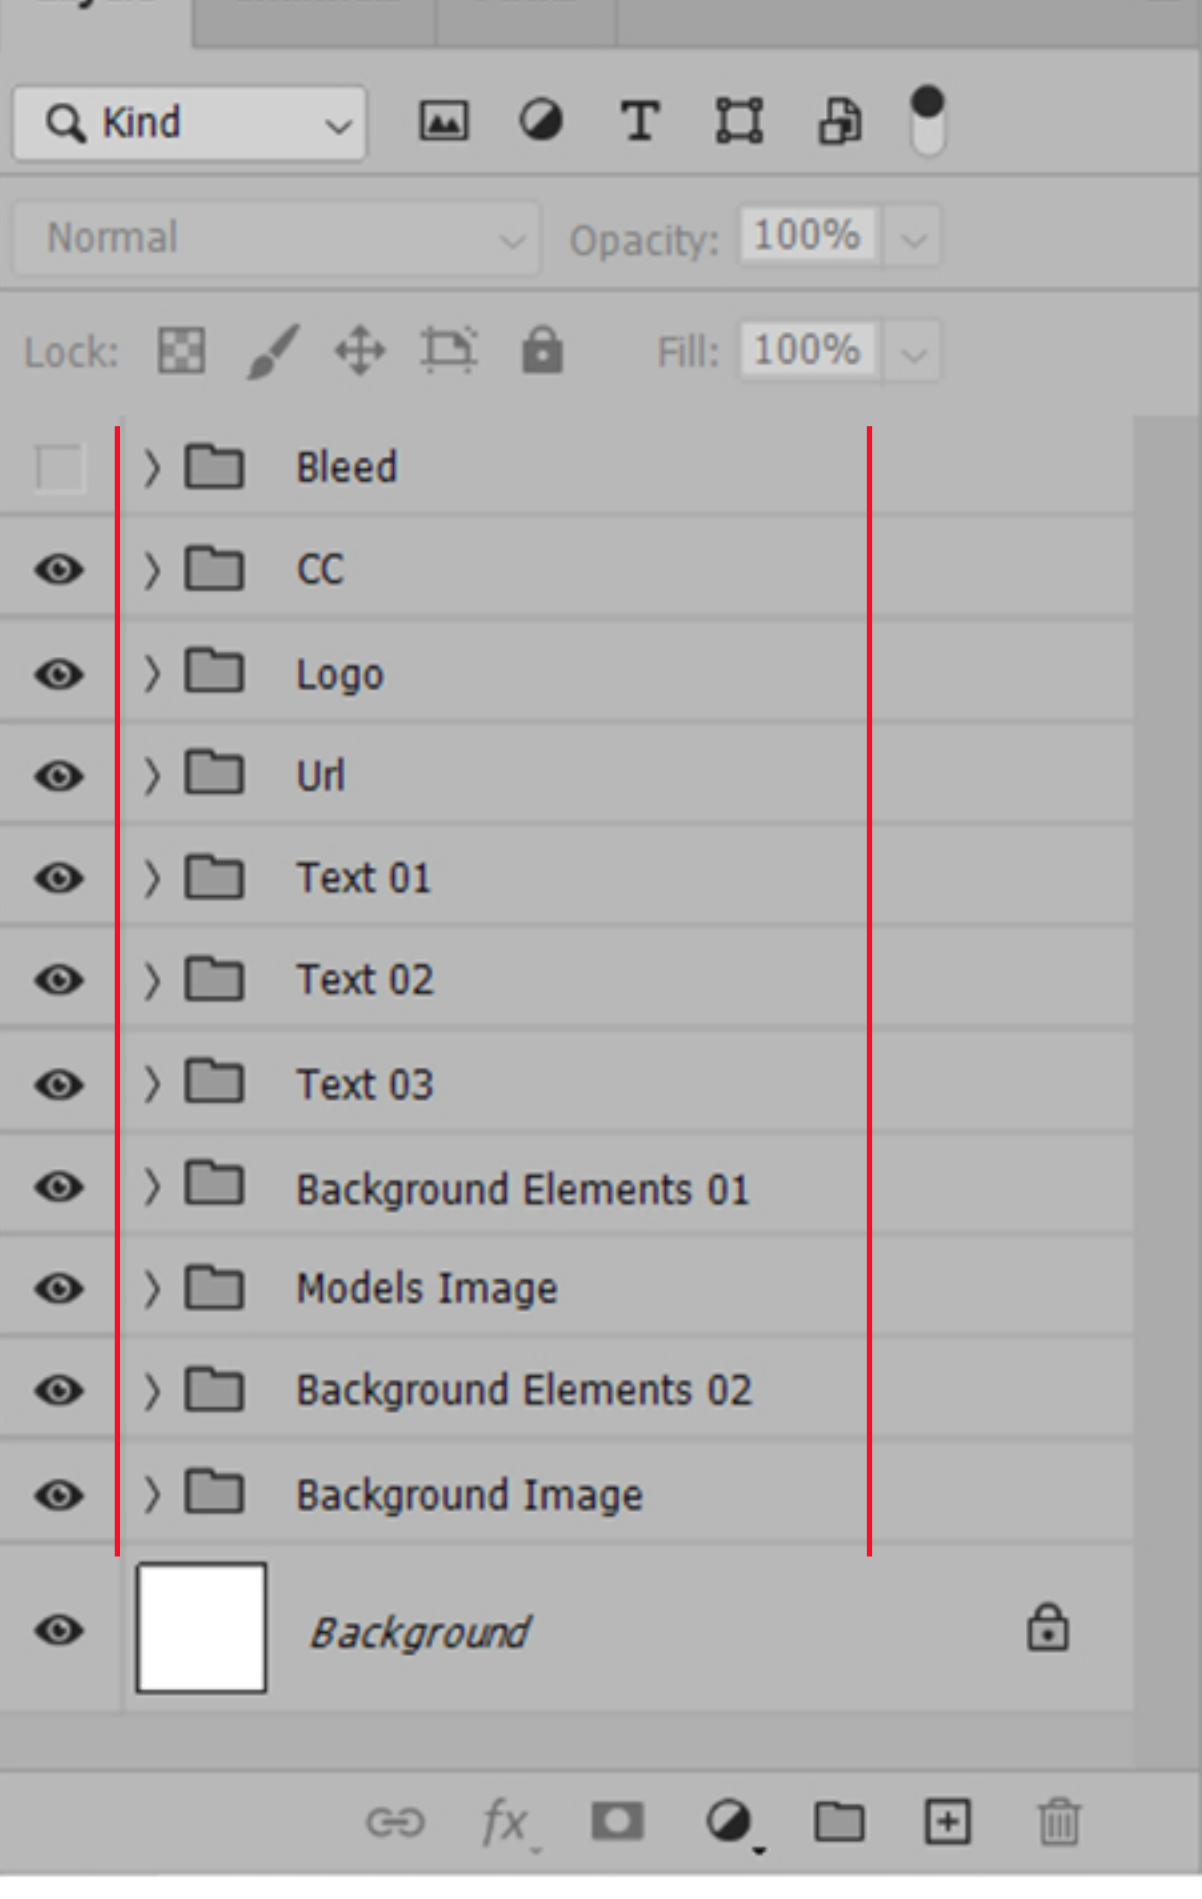 Kind
Normal Opacity: 100%
Lock: Fill: 100%
Bleed
CC
Logo
Url
Text 01
Text 02
Text 03
Background Elements 01
Models Image
Background Elements 02
Background Image
Background
fx